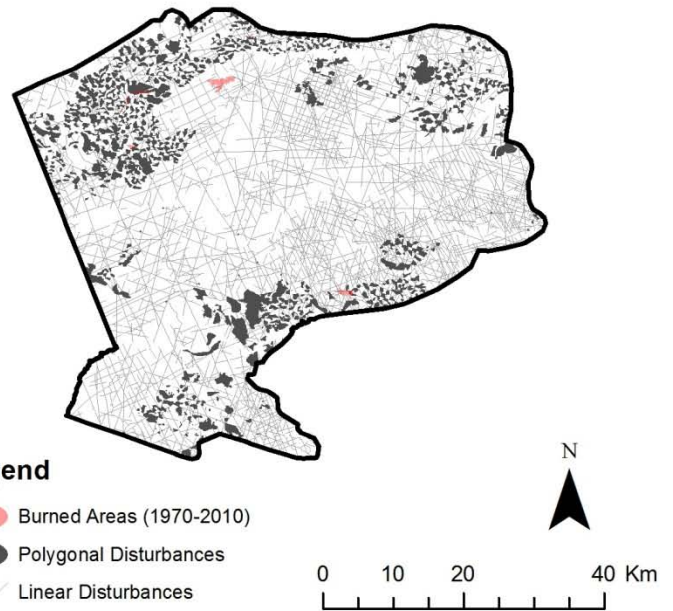 end
Burned Areas (1970-2010)
Polygonal Disturbances
Linear Disturbances
N
0 10 20 40 Km